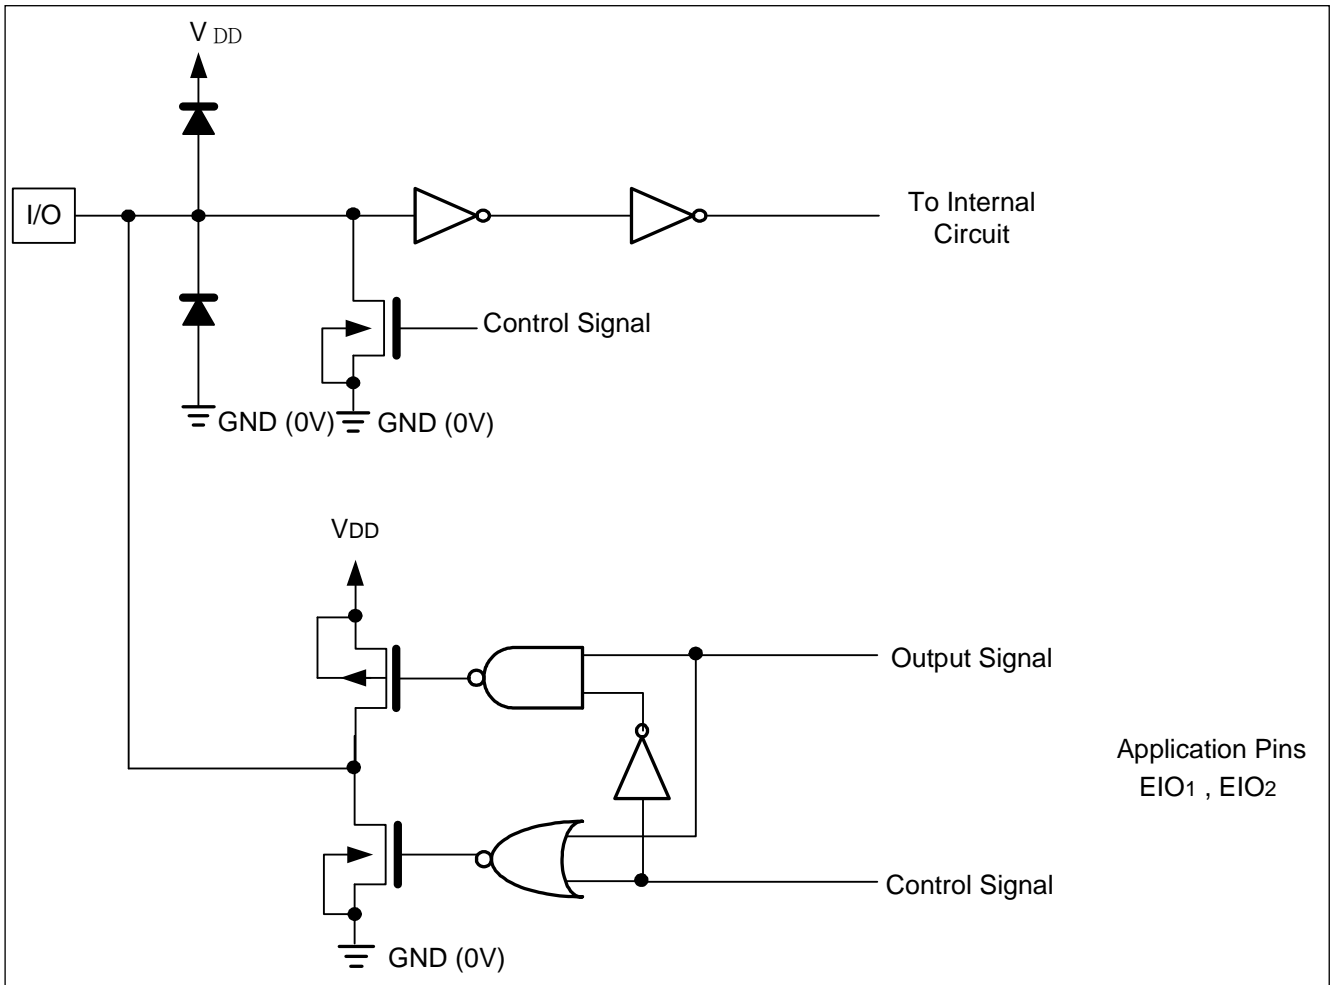 V DD
I/O
To Internal
Circuit
Control Signal
GND (0V)
GND (0V)
VDD
Output Signal
Application Pins
EIO1 , EIO2
Control Signal
GND (0V)